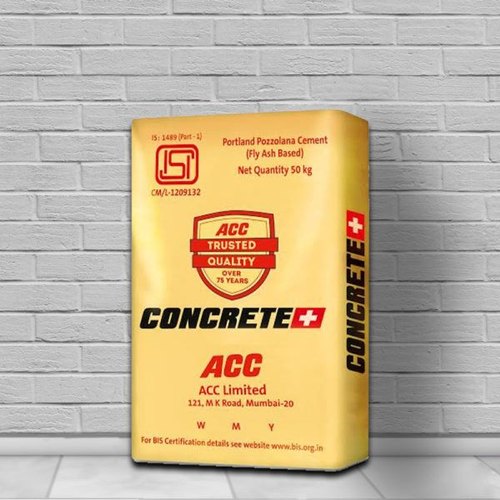 IS: 1489 (Part - 1)
ISI
CM/L-1209132
Portland Pozzolana Cement
(Fly Ash Based)
Net Quantity 50 kg
ACC
TRUSTED
QUALITY
OVER
75 YEARS
CONCRETE+
ACC
ACC Limited
121, M K Road, Mumbai-20
W M Y
For BIS Certification details see website www.bis.org.in
CONCRETE+